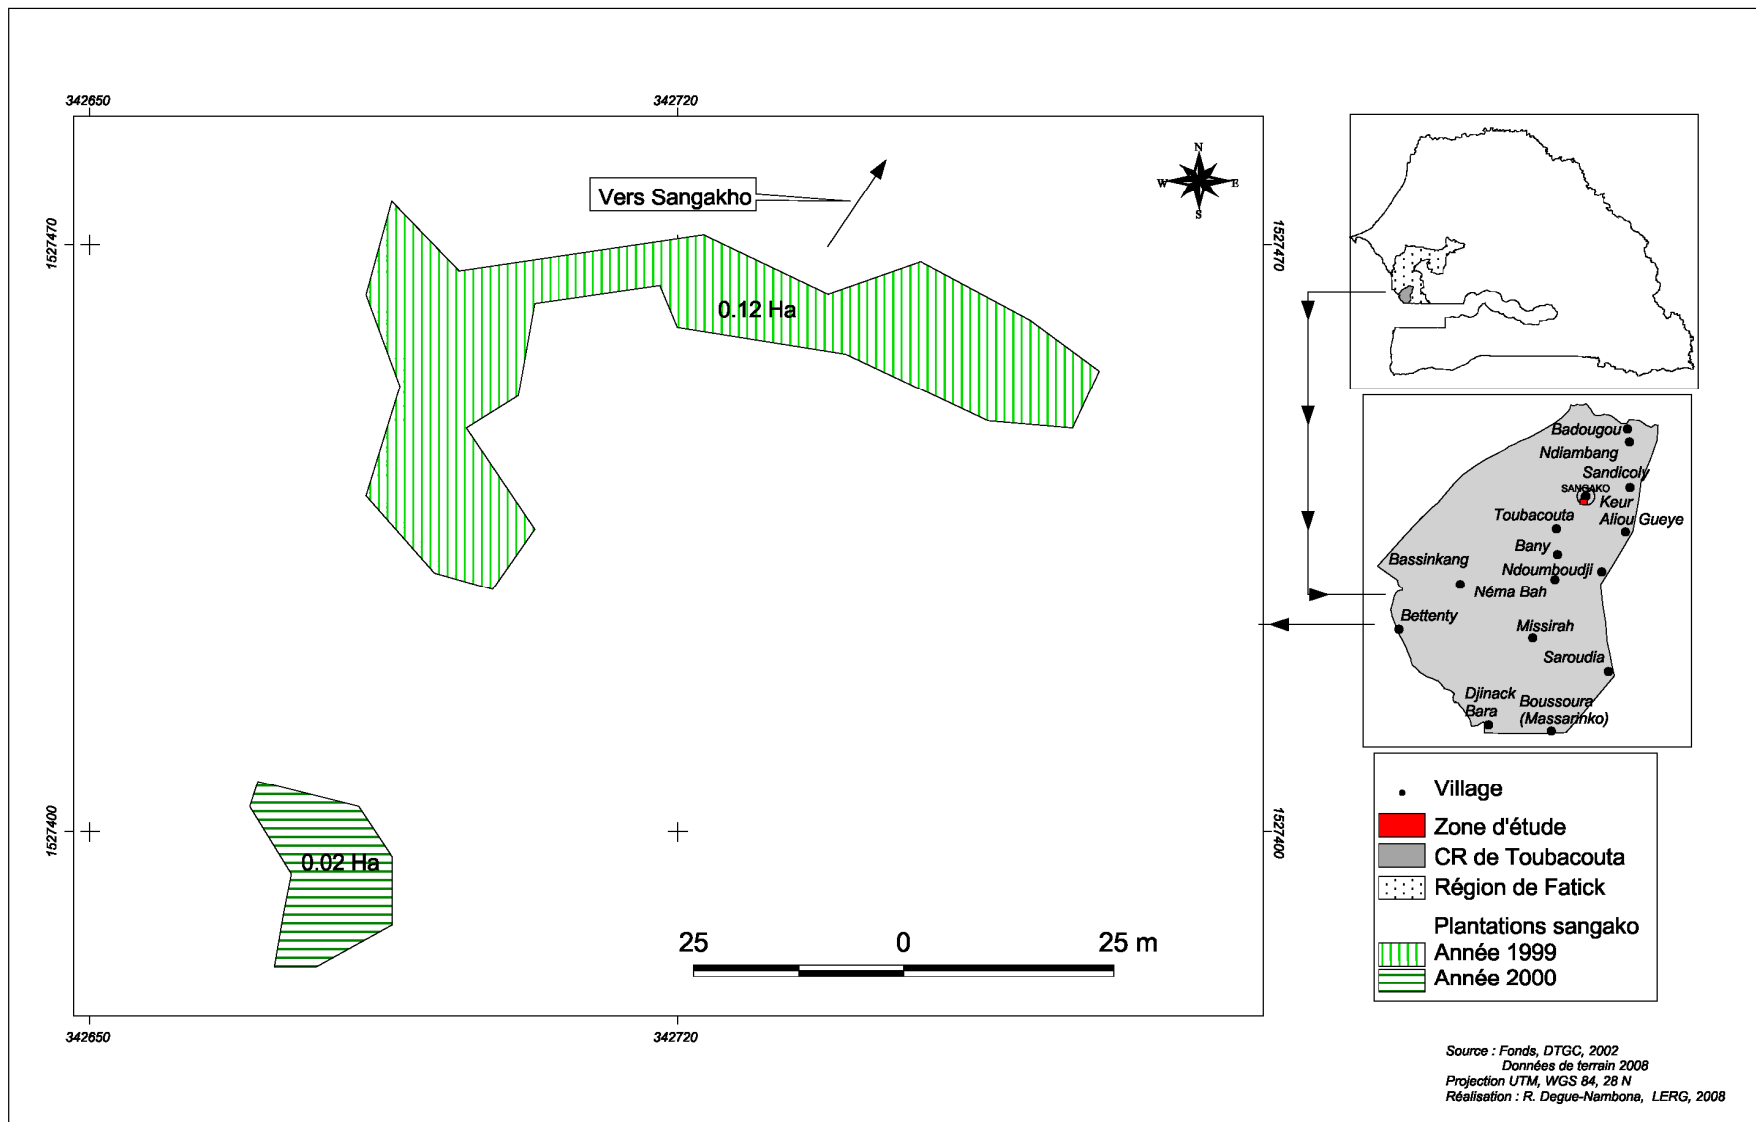 342650
342720
1527470
1527470
Vers Sangakho
N
W
E
S
0.12 Ha
1527400
1527400
0.02 Ha
25
0
25 m
342650
342720
Badougou
Ndiambang
Sandicoly
SANGAKO
Keur
Aliou Gueye
Toubacouta
Bany
Bassinkang
Ndoumboudji
Néma Bah
Bettenty
Missirah
Saroudia
Djinack
Bara
Boussoura
(Massarinko)
Village
Zone d'étude
CR de Toubacouta
Région de Fatick
Plantations sangako
Année 1999
Année 2000
Source : Fonds, DTGC, 2002
Données de terrain 2008
Projection UTM, WGS 84, 28 N
Réalisation : R. Degue-Nambona, LERG, 2008